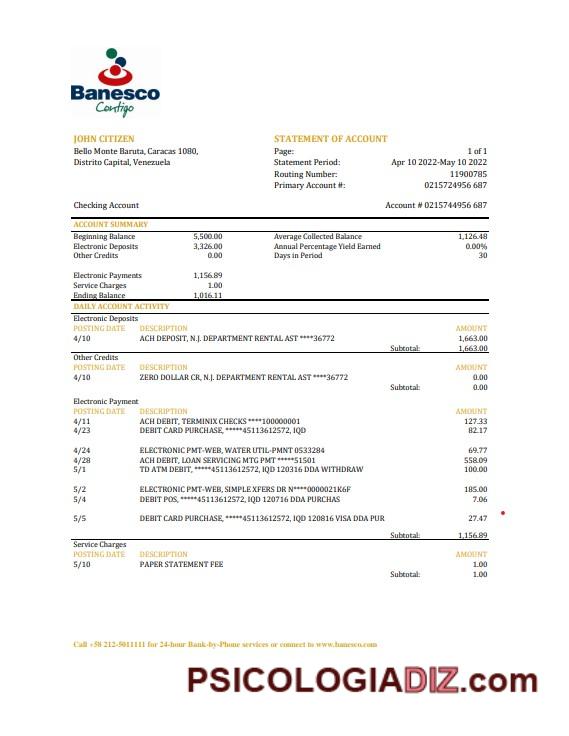 Banesco
Contigo
JOHN CITIZEN
Bello Monte Baruta, Caracas 1080,
Distrito Capital, Venezuela
STATEMENT OF ACCOUNT
Page: 1 of 1
Statement Period: Apr 10 2022-May 10 2022
Routing Number: 11900785
Primary Account #: 0215724956 687
Checking Account Account # 0215744956 687
ACCOUNT SUMMARY
Beginning Balance 5,500.00 Average Collected Balance 1,126.48
Electronic Deposits 3,326.00 Annual Percentage Yield Earned 0.00%
Other Credits 0.00 Days in Period 30
Electronic Payments 1,156.89
Service Charges 1.00
Ending Balance 1,016.11
DAILY ACCOUNT ACTIVITY
Electronic Deposits
POSTING DATE DESCRIPTION AMOUNT
4/10 ACH DEPOSIT, N.J. DEPARTMENT RENTAL AST ****36772 1,663.00
Subtotal: 1,663.00
Other Credits
POSTING DATE DESCRIPTION AMOUNT
4/10 ZERO DOLLAR CR, N.J. DEPARTMENT RENTAL AST ****36772 0.00
Subtotal: 0.00
Electronic Payment
POSTING DATE DESCRIPTION AMOUNT
4/11 ACH DEBIT, TERMINIX CHECKS ****100000001 127.33
4/23 DEBIT CARD PURCHASE, *****45113612572, IQD 82.17
4/24 ELECTRONIC PMT-WEB, WATER UTIL-PMNT 0533284 69.77
4/28 ACH DEBIT, LOAN SERVICING MTG PMT *****51501 558.09
5/1 TD ATM DEBIT, *****45113612572, IQD 120316 DDA WITHDRAW 100.00
5/2 ELECTRONIC PMT-WEB, SIMPLE XFERS DR N****0000021K6F 185.00
5/4 DEBIT POS, *****45113612572, IQD 120716 DDA PURCHAS 7.06
5/5 DEBIT CARD PURCHASE, *****45113612572, IQD 120816 VISA DDA PUR 27.47
Subtotal: 1,156.89
Service Charges
POSTING DATE DESCRIPTION AMOUNT
5/10 PAPER STATEMENT FEE 1.00
Subtotal: 1.00
Call +58 212-5011111 for 24-hour Bank-by-Phone services or connect to www.banesco.com
PSICOLOGIADIZ.com